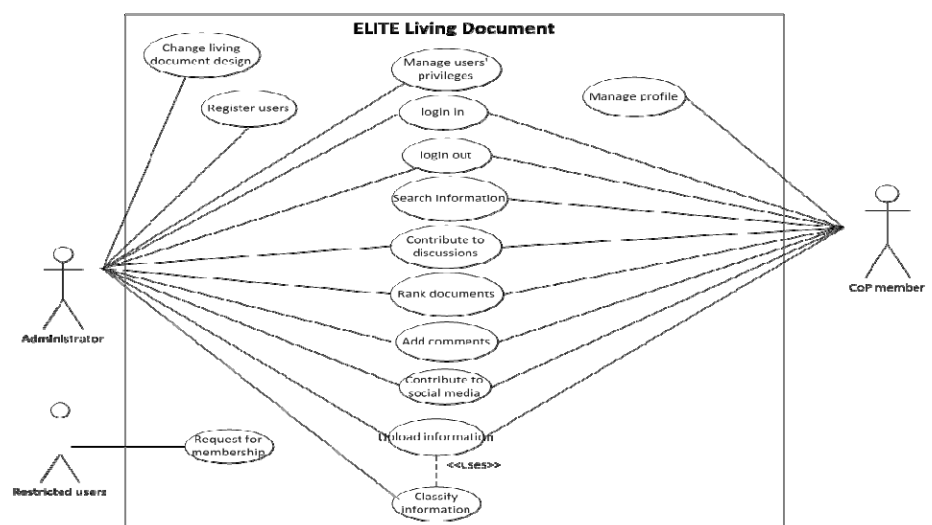 ELITE Living Document
Change living
document design
Manage users'
privileges
Register users
Manage profile
login in
login out
Search information
Contribute to
discussions
Rank documents
CoP member
Administrator
Add comments
Contribute to
social media
Upload information
Request for
membership
<<uses>>
Restricted users
Classify
information